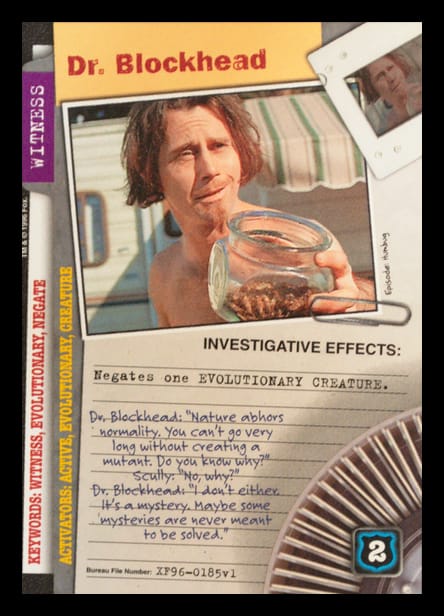 Dr. Blockhead
WITNESS
TM & © 1996 Fox.
Episode: Humbug
KEYWORDS: WITNESS, EVOLUTIONARY, NEGATE
ACTIVATORS: ACTIVE, EVOLUTIONARY, CREATURE
INVESTIGATIVE EFFECTS:
Negates one EVOLUTIONARY CREATURE.
Dr. Blockhead: "Nature abhors
normality. You can't go very
long without creating a
mutant. Do you know why?"
Scully: "No, why?"
Dr. Blockhead: "I don't either.
It's a mystery. Maybe some
mysteries are never meant
to be solved."
Bureau File Number: XF96-0185v1
2